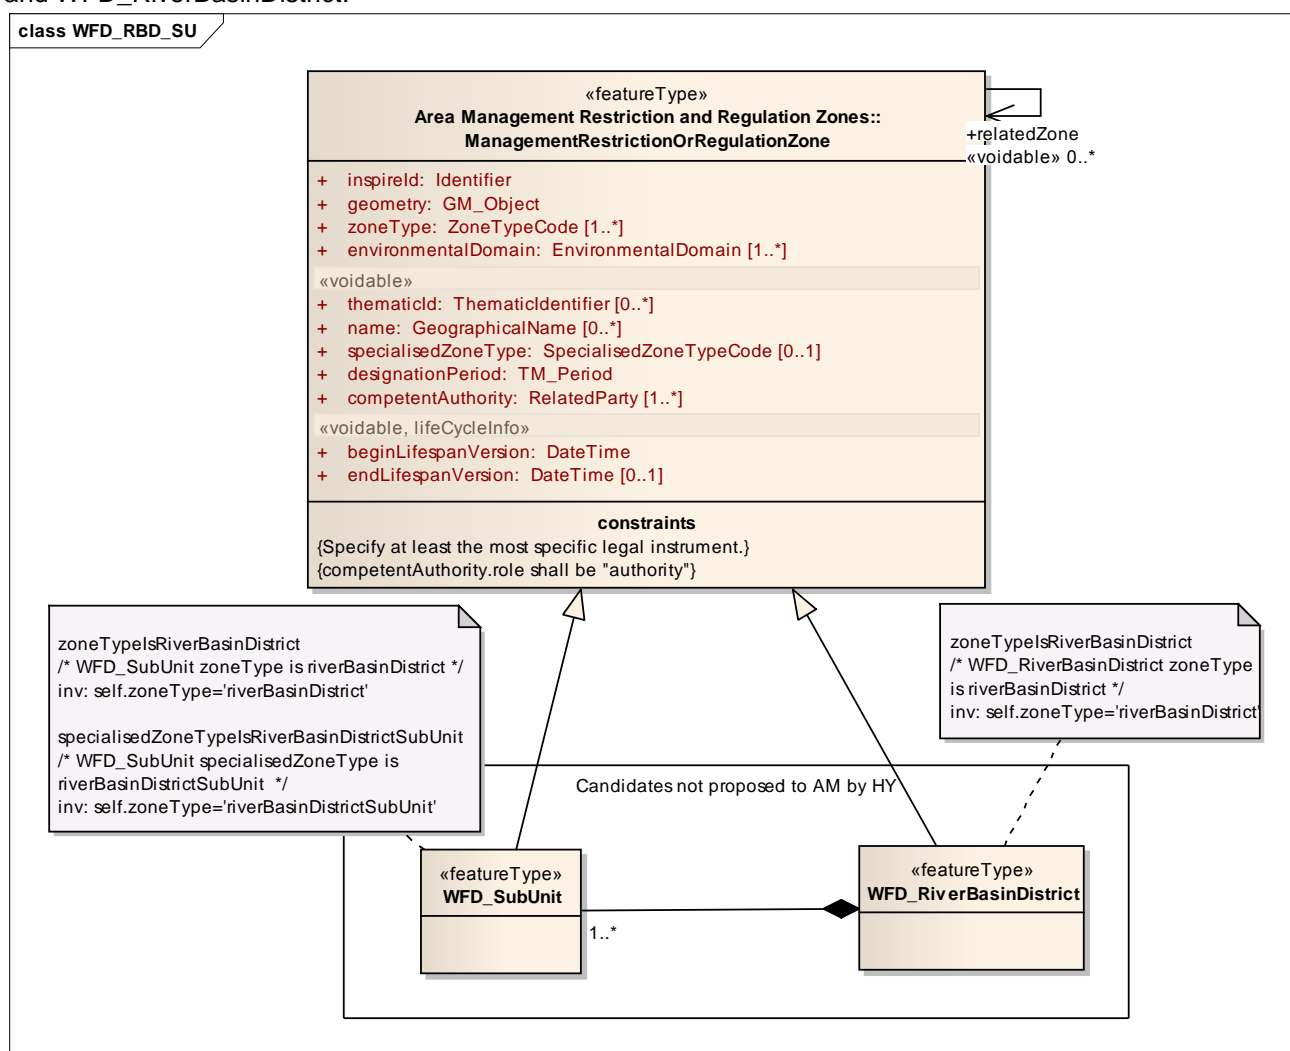 and WFD_RiverBasinDistrict.
class WFD_RBD_SU
«featureType»
Area Management Restriction and Regulation Zones::
ManagementRestrictionOrRegulationZone
+ inspireId: Identifier
+ geometry: GM_Object
+ zoneType: ZoneTypeCode [1..*]
+ environmentalDomain: EnvironmentalDomain [1..*]
«voidable»
+ thematicId: ThematicIdentifier [0..*]
+ name: GeographicalName [0..*]
+ specialisedZoneType: SpecialisedZoneTypeCode [0..1]
+ designationPeriod: TM_Period
+ competentAuthority: RelatedParty [1..*]
«voidable, lifeCycleInfo»
+ beginLifespanVersion: DateTime
+ endLifespanVersion: DateTime [0..1]
constraints
{Specify at least the most specific legal instrument.}
{competentAuthority.role shall be "authority"}
+relatedZone
«voidable» 0..*
zoneTypeIsRiverBasinDistrict
/* WFD_SubUnit zoneType is riverBasinDistrict */
inv: self.zoneType='riverBasinDistrict'
specialisedZoneTypeIsRiverBasinDistrictSubUnit
/* WFD_SubUnit specialisedZoneType is
riverBasinDistrictSubUnit */
inv: self.zoneType='riverBasinDistrictSubUnit'
zoneTypeIsRiverBasinDistrict
/* WFD_RiverBasinDistrict zoneType
is riverBasinDistrict */
inv: self.zoneType='riverBasinDistrict'
Candidates not proposed to AM by HY
«featureType»
WFD_SubUnit
1..*
«featureType»
WFD_RiverBasinDistrict